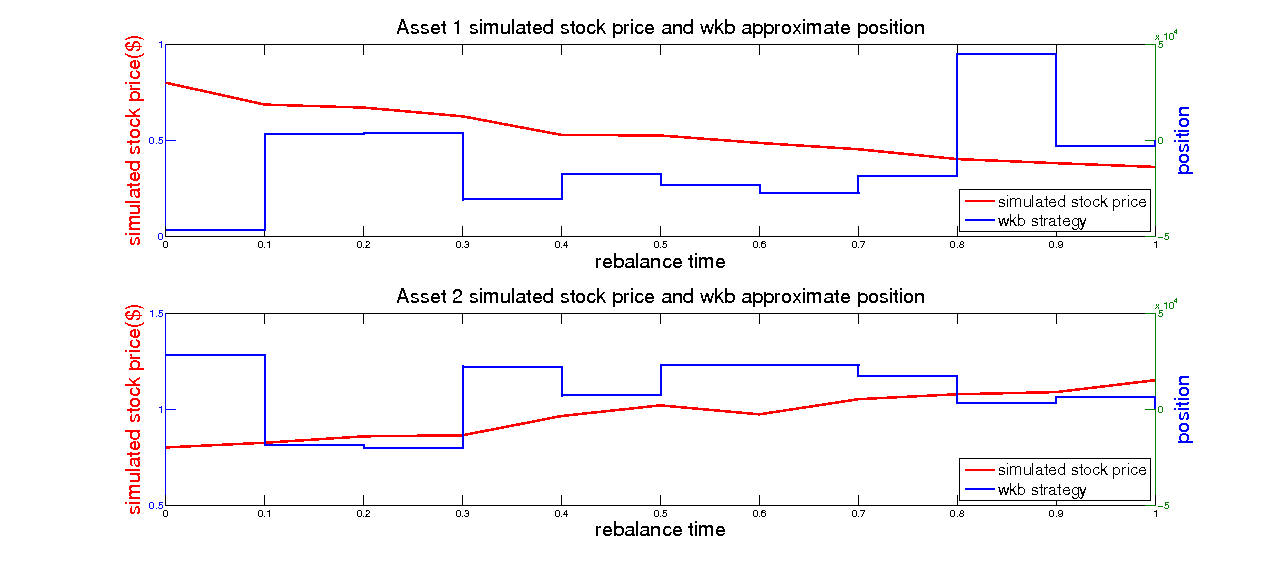 Asset 1 simulated stock price and wkb approximate position
x 10^4
simulated stock price($)
1
0.5
0
5
0
-5
position
simulated stock price
wkb strategy
0 0.1 0.2 0.3 0.4 0.5 0.6 0.7 0.8 0.9 1
rebalance time
Asset 2 simulated stock price and wkb approximate position
x 10^4
simulated stock price($)
1.5
1
0.5
5
0
-5
position
simulated stock price
wkb strategy
0 0.1 0.2 0.3 0.4 0.5 0.6 0.7 0.8 0.9 1
rebalance time